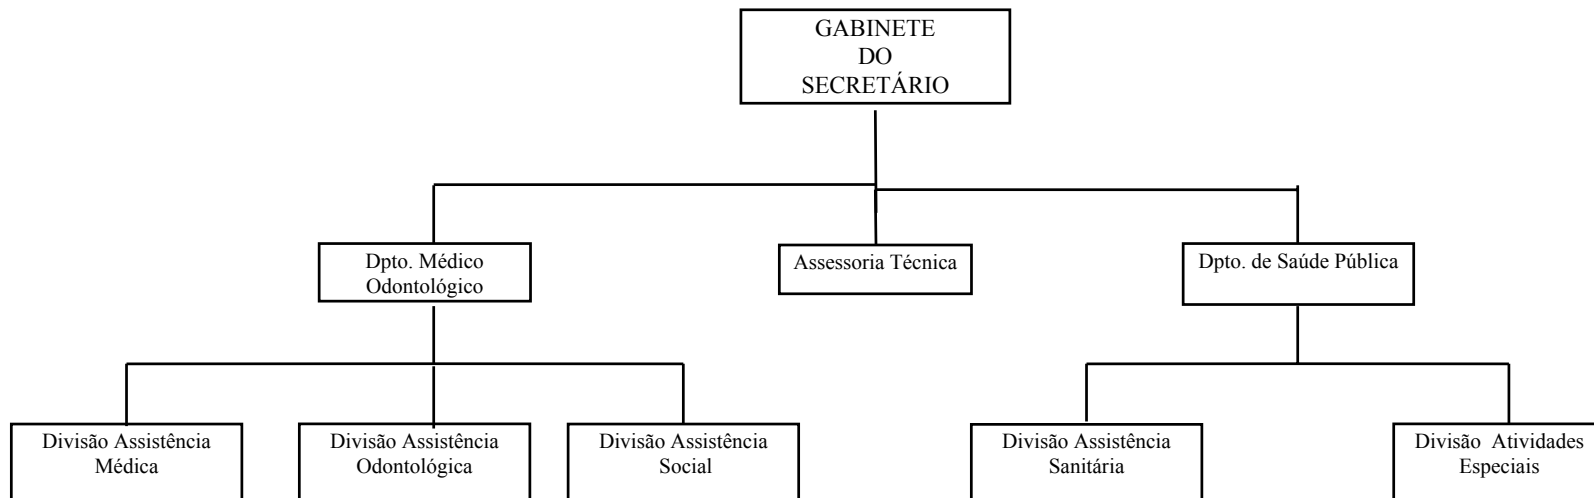 GABINETE
DO
SECRETÁRIO
Dpto. Médico
Odontológico
Assessoria Técnica
Dpto. de Saúde Pública
Divisão Assistência
Médica
Divisão Assistência
Odontológica
Divisão Assistência
Social
Divisão Assistência
Sanitária
Divisão Atividades
Especiais